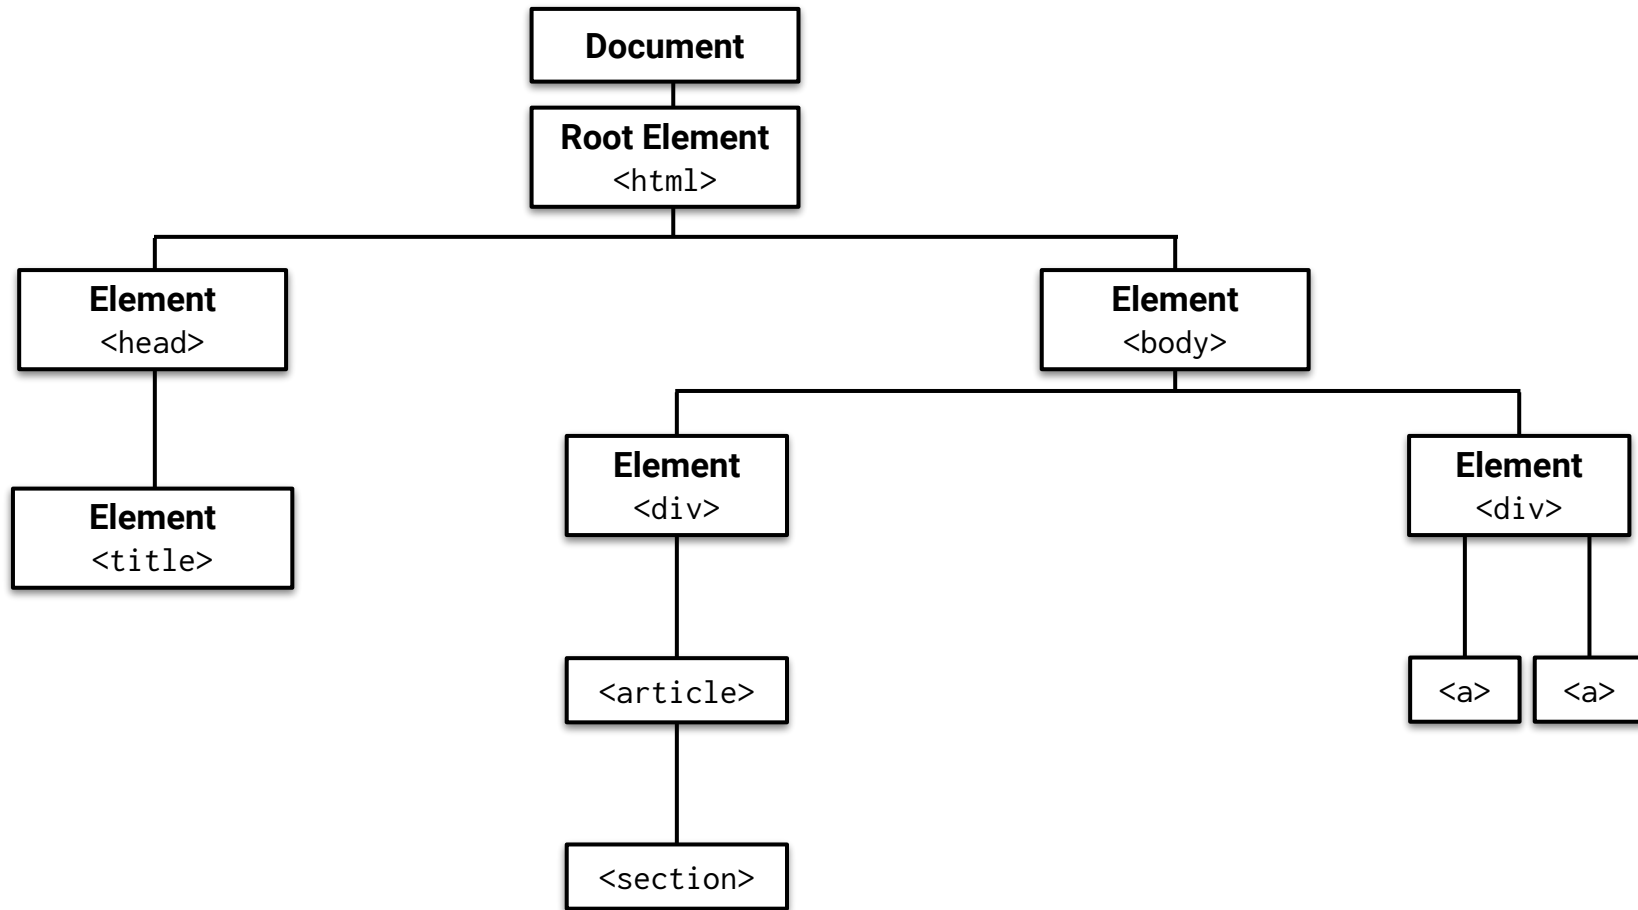 Document
Root Element
<html>
Element
<head>
Element
<body>
Element
<title>
Element
<div>
Element
<div>
<article>
<a>
<a>
<section>